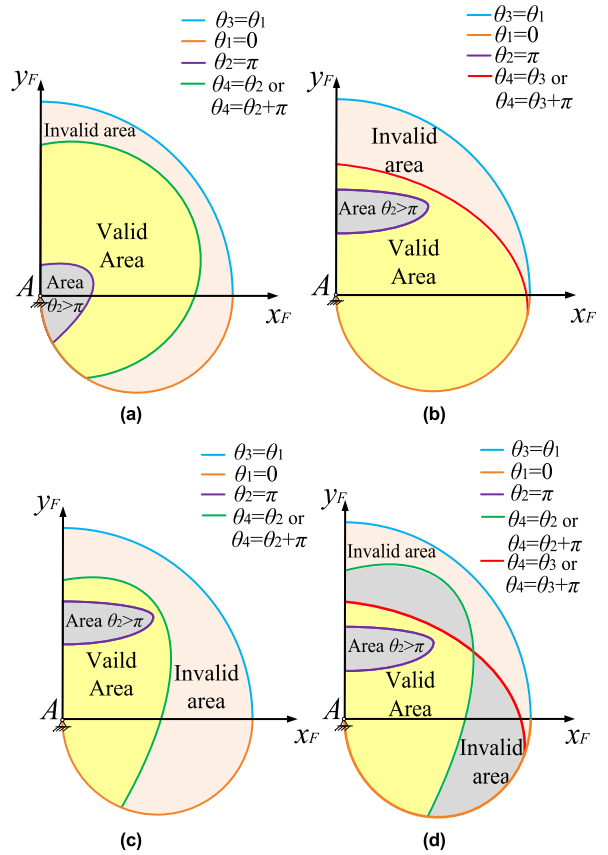 θ3=θ1
θ1=0
θ2=π
θ4=θ2 or
θ4=θ2+π
yF
Invalid area
Valid
Area
Area
θ2>π
A
xF
(a)
θ3=θ1
θ1=0
θ2=π
θ4=θ3 or
θ4=θ3+π
yF
Invalid
area
Area θ2>π
Valid
Area
A
xF
(b)
θ3=θ1
θ1=0
θ2=π
θ4=θ2 or
θ4=θ2+π
yF
Area θ2>π
Vaild
Area
Invalid
area
A
xF
(c)
θ3=θ1
θ1=0
θ2=π
θ4=θ2 or
θ4=θ2+π
θ4=θ3 or
θ4=θ3+π
yF
Invalid area
Area θ2>π
Valid
Area
A
xF
Invalid
area
(d)